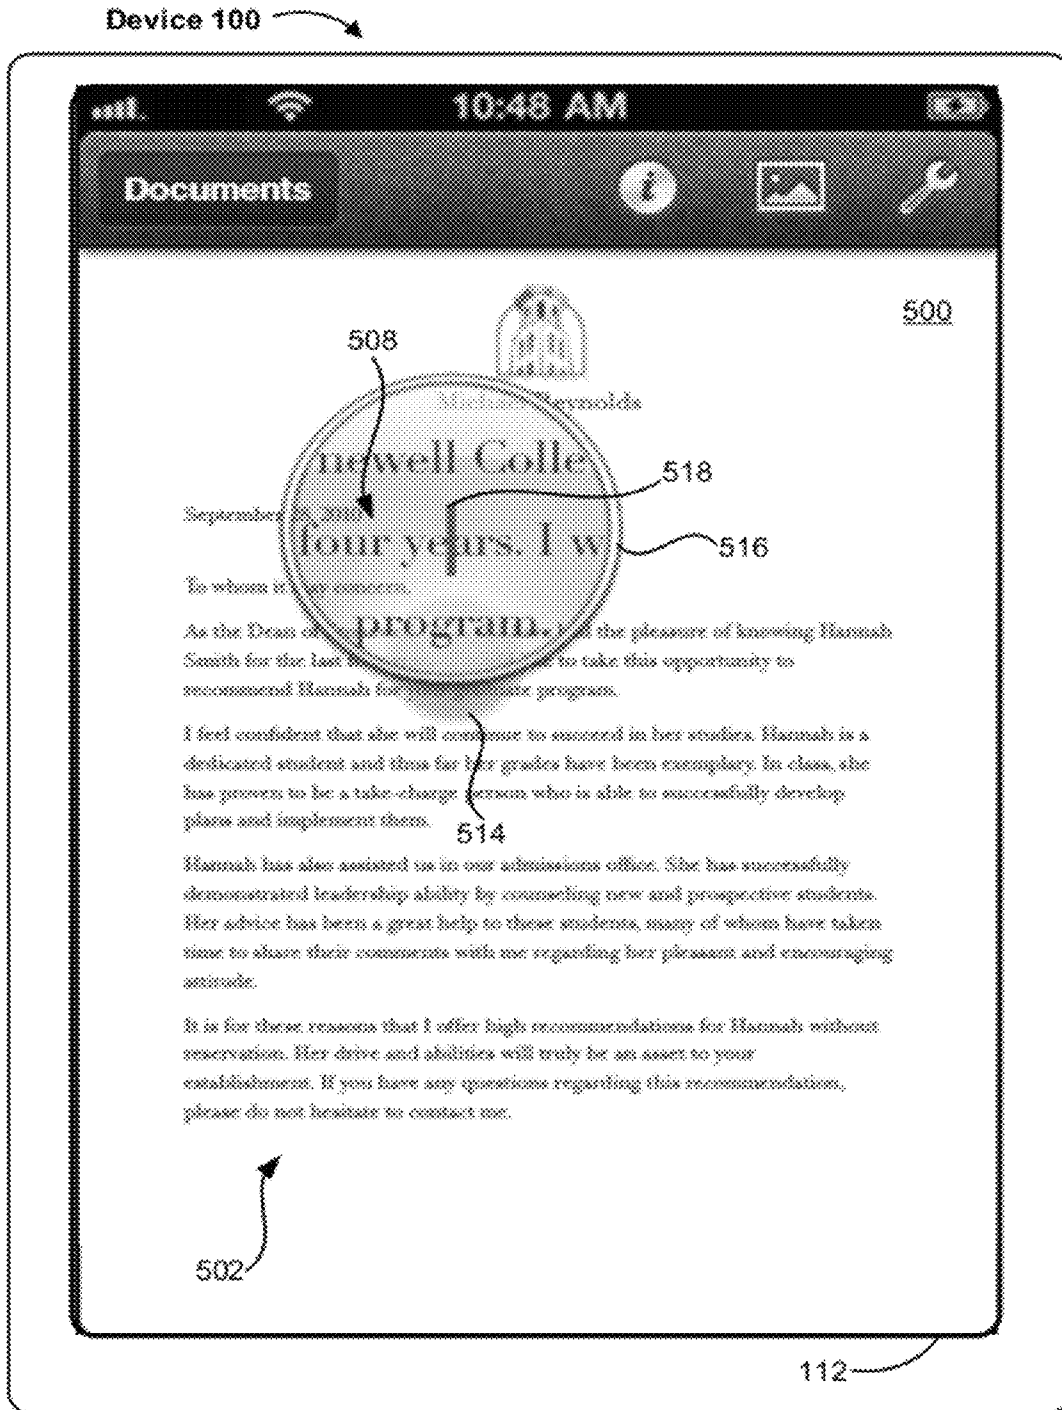 Device 100
10:48 AM
Documents
500
508
Reynolds
newell Colle
518
September
four years. I w
516
To whom it concern,
program.
As the Dean of the pleasure of knowing Hannah
Smith for the last to take this opportunity to
recommend Hannah for program.
I feel confident that she will continue to succeed in her studies. Hannah is a
dedicated student and thus far her grades have been exemplary. In class, she
has proven to be a take-charge person who is able to successfully develop
plans and implement them.
514
Hannah has also assisted us in our admissions office. She has successfully
demonstrated leadership ability by counseling new and prospective students.
Her advice has been a great help to these students, many of whom have taken
time to share their comments with me regarding her pleasant and encouraging
attitude.
It is for these reasons that I offer high recommendations for Hannah without
reservation. Her drive and abilities will truly be an asset to your
establishment. If you have any questions regarding this recommendation,
please do not hesitate to contact me.
502
112